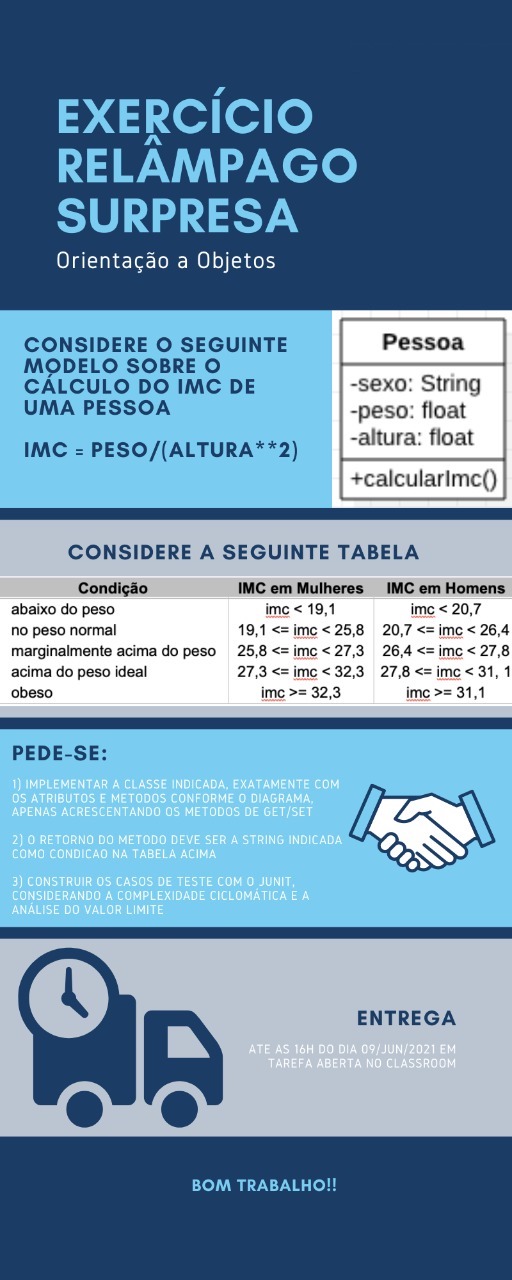 EXERCÍCIO
RELÂMPAGO
SURPRESA
Orientação a Objetos
CONSIDERE O SEGUINTE
MODELO SOBRE O
CÁLCULO DO IMC DE
UMA PESSOA
IMC = PESO/(ALTURA**2)
Pessoa
-sexo: String
-peso: float
-altura: float
+calcularImc()
CONSIDERE A SEGUINTE TABELA
Condição IMC em Mulheres IMC em Homens
abaixo do peso imc < 19,1 imc < 20,7
no peso normal 19,1 <= imc < 25,8 20,7 <= imc < 26,4
marginalmente acima do peso 25,8 <= imc < 27,3 26,4 <= imc < 27,8
acima do peso ideal 27,3 <= imc < 32,3 27,8 <= imc < 31, 1
obeso imc >= 32,3 imc >= 31,1
PEDE-SE:
1) IMPLEMENTAR A CLASSE INDICADA, EXATAMENTE COM
OS ATRIBUTOS E METODOS CONFORME O DIAGRAMA,
APENAS ACRESCENTANDO OS METODOS DE GET/SET
2) O RETORNO DO METODO DEVE SER A STRING INDICADA
COMO CONDICAO NA TABELA ACIMA
3) CONSTRUIR OS CASOS DE TESTE COM O JUNIT,
CONSIDERANDO A COMPLEXIDADE CICLOMÁTICA E A
ANÁLISE DO VALOR LIMITE
ENTREGA
ATE AS 16H DO DIA 09/JUN/2021 EM
TAREFA ABERTA NO CLASSROOM
BOM TRABALHO!!